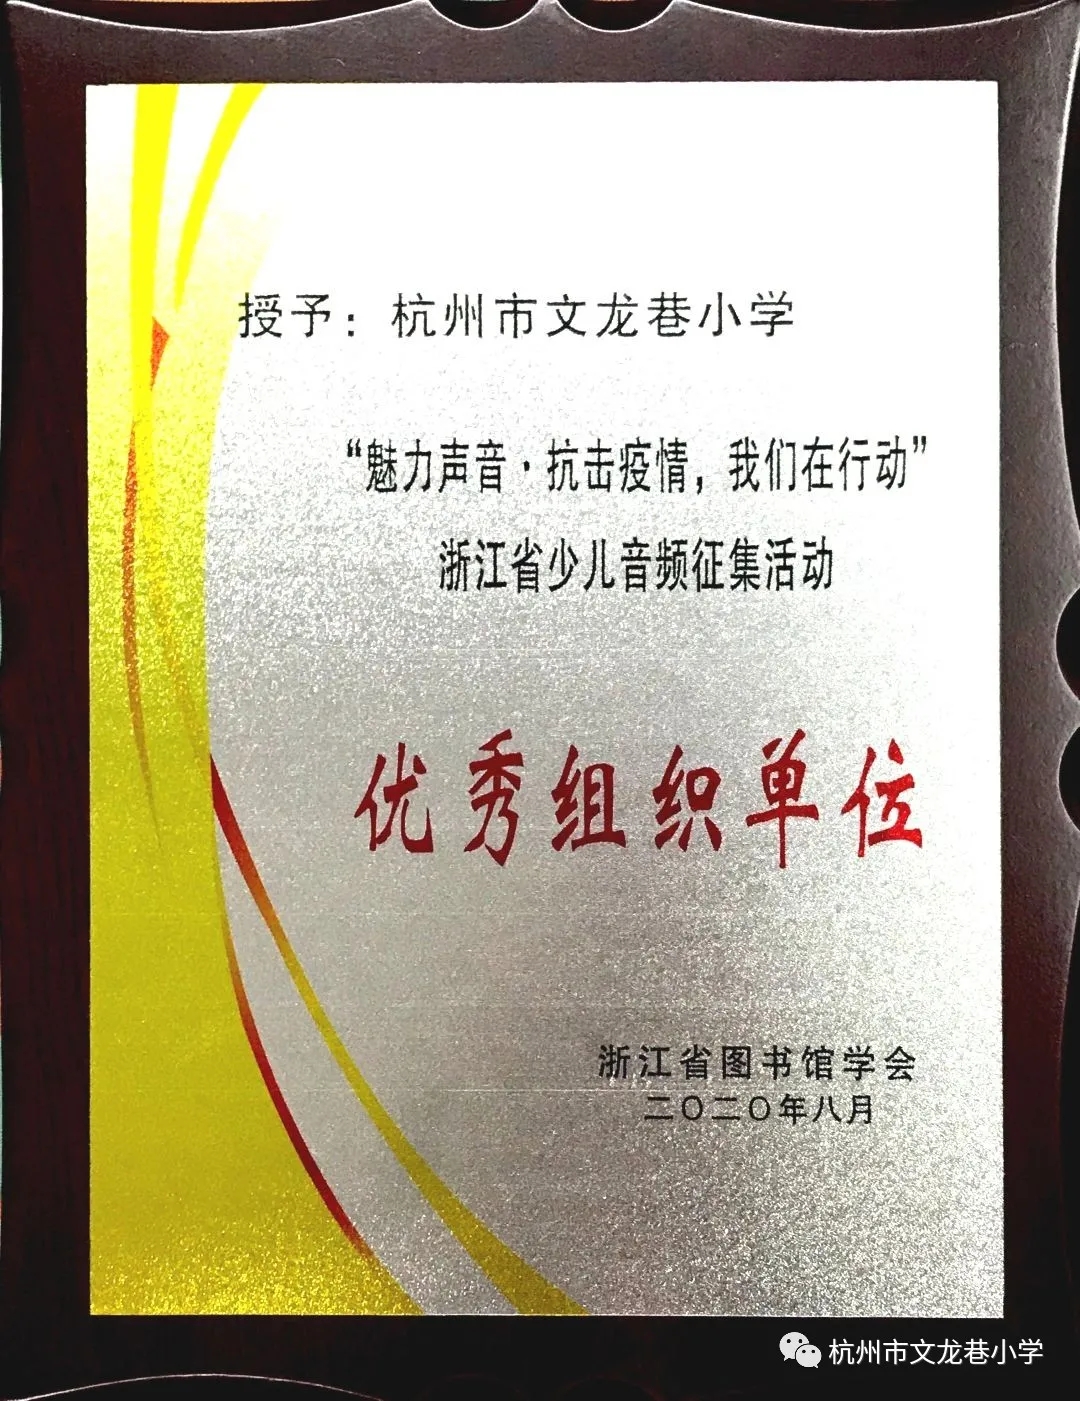 授予：杭州市文龙巷小学
“魅力声音·抗击疫情，我们在行动”
浙江省少儿音频征集活动
优秀组织单位
浙江省图书馆学会
二〇二〇年八月
杭州市文龙巷小学